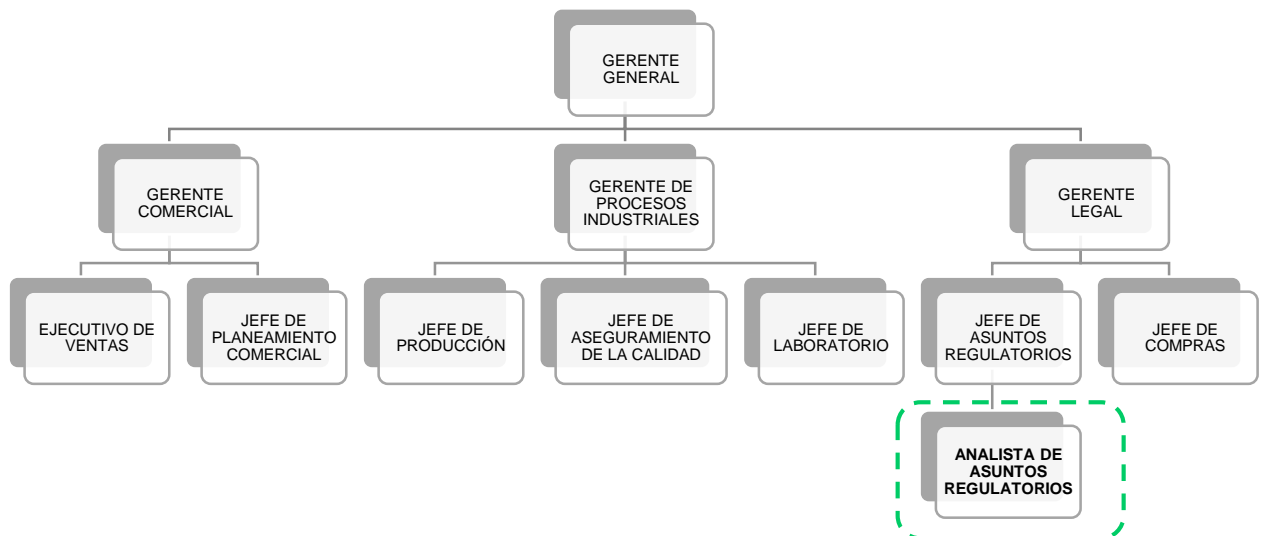 GERENTE
GENERAL
GERENTE
COMERCIAL
GERENTE DE
PROCESOS
INDUSTRIALES
GERENTE
LEGAL
EJECUTIVO DE
VENTAS
JEFE DE
PLANEAMIENTO
COMERCIAL
JEFE DE
PRODUCCIÓN
JEFE DE
ASEGURAMIENTO
DE LA CALIDAD
JEFE DE
LABORATORIO
JEFE DE
ASUNTOS
REGULATORIOS
JEFE DE
COMPRAS
ANALISTA DE
ASUNTOS
REGULATORIOS